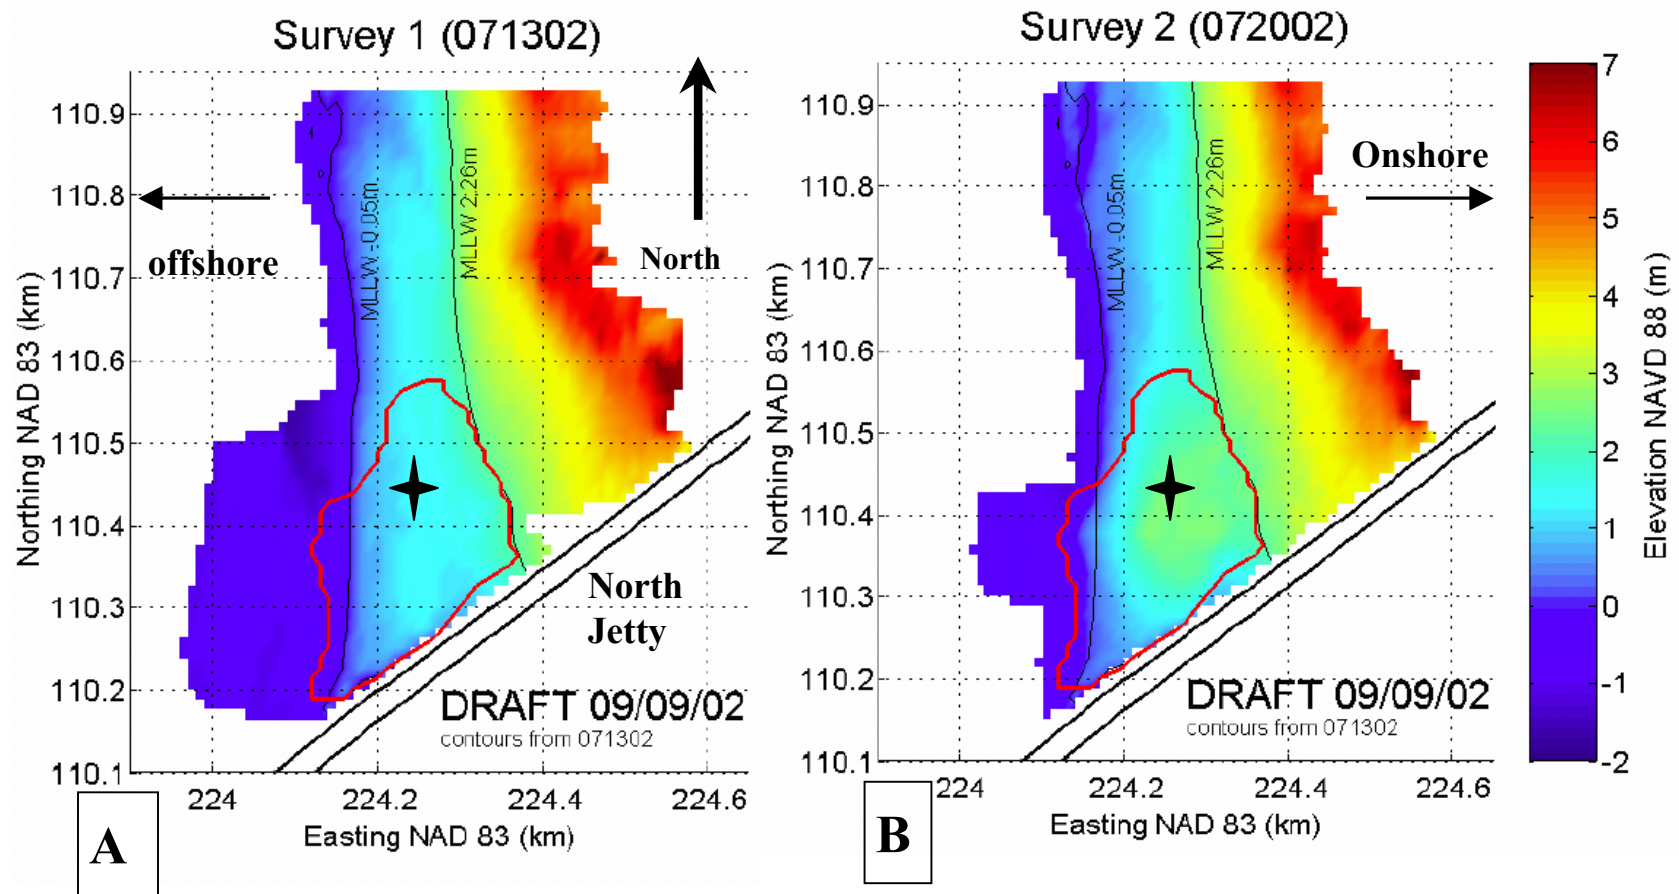 Survey 1 (071302)
110.9
110.8
110.7
110.6
110.5
110.4
110.3
110.2
110.1
Northing NAD 83 (km)
offshore
North
MLLW -0.05m
MLLW 2.26m
North
Jetty
DRAFT 09/09/02
contours from 071302
224
224.2
224.4
224.6
Easting NAD 83 (km)
A
Survey 2 (072002)
110.9
110.8
110.7
110.6
110.5
110.4
110.3
110.2
110.1
Northing NAD 83 (km)
Onshore
MLLW -0.05m
MLLW 2.26m
DRAFT 09/09/02
contours from 071302
224
224.2
224.4
224.6
Easting NAD 83 (km)
B
7
6
5
4
3
2
1
0
-1
-2
Elevation NAVD 88 (m)